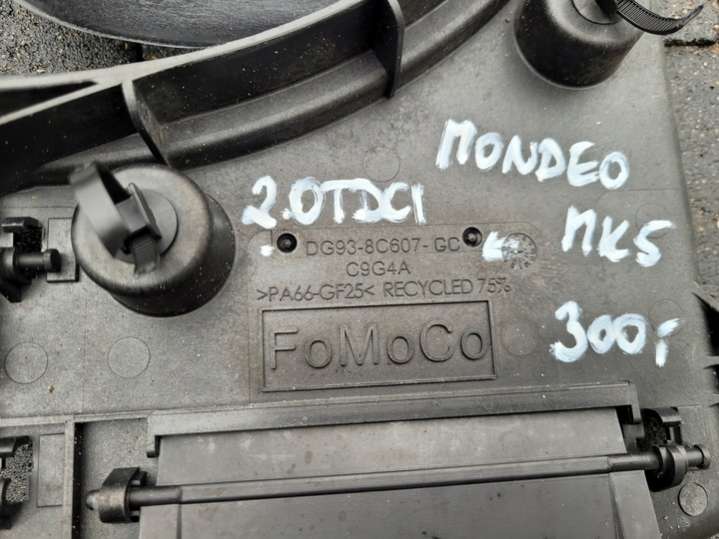 MONDEO
2.0TDCI
MK5
DG93-8C607-GC
C9G4A
>PA66-GF25< RECYCLED 75%
300,-
FoMoCo